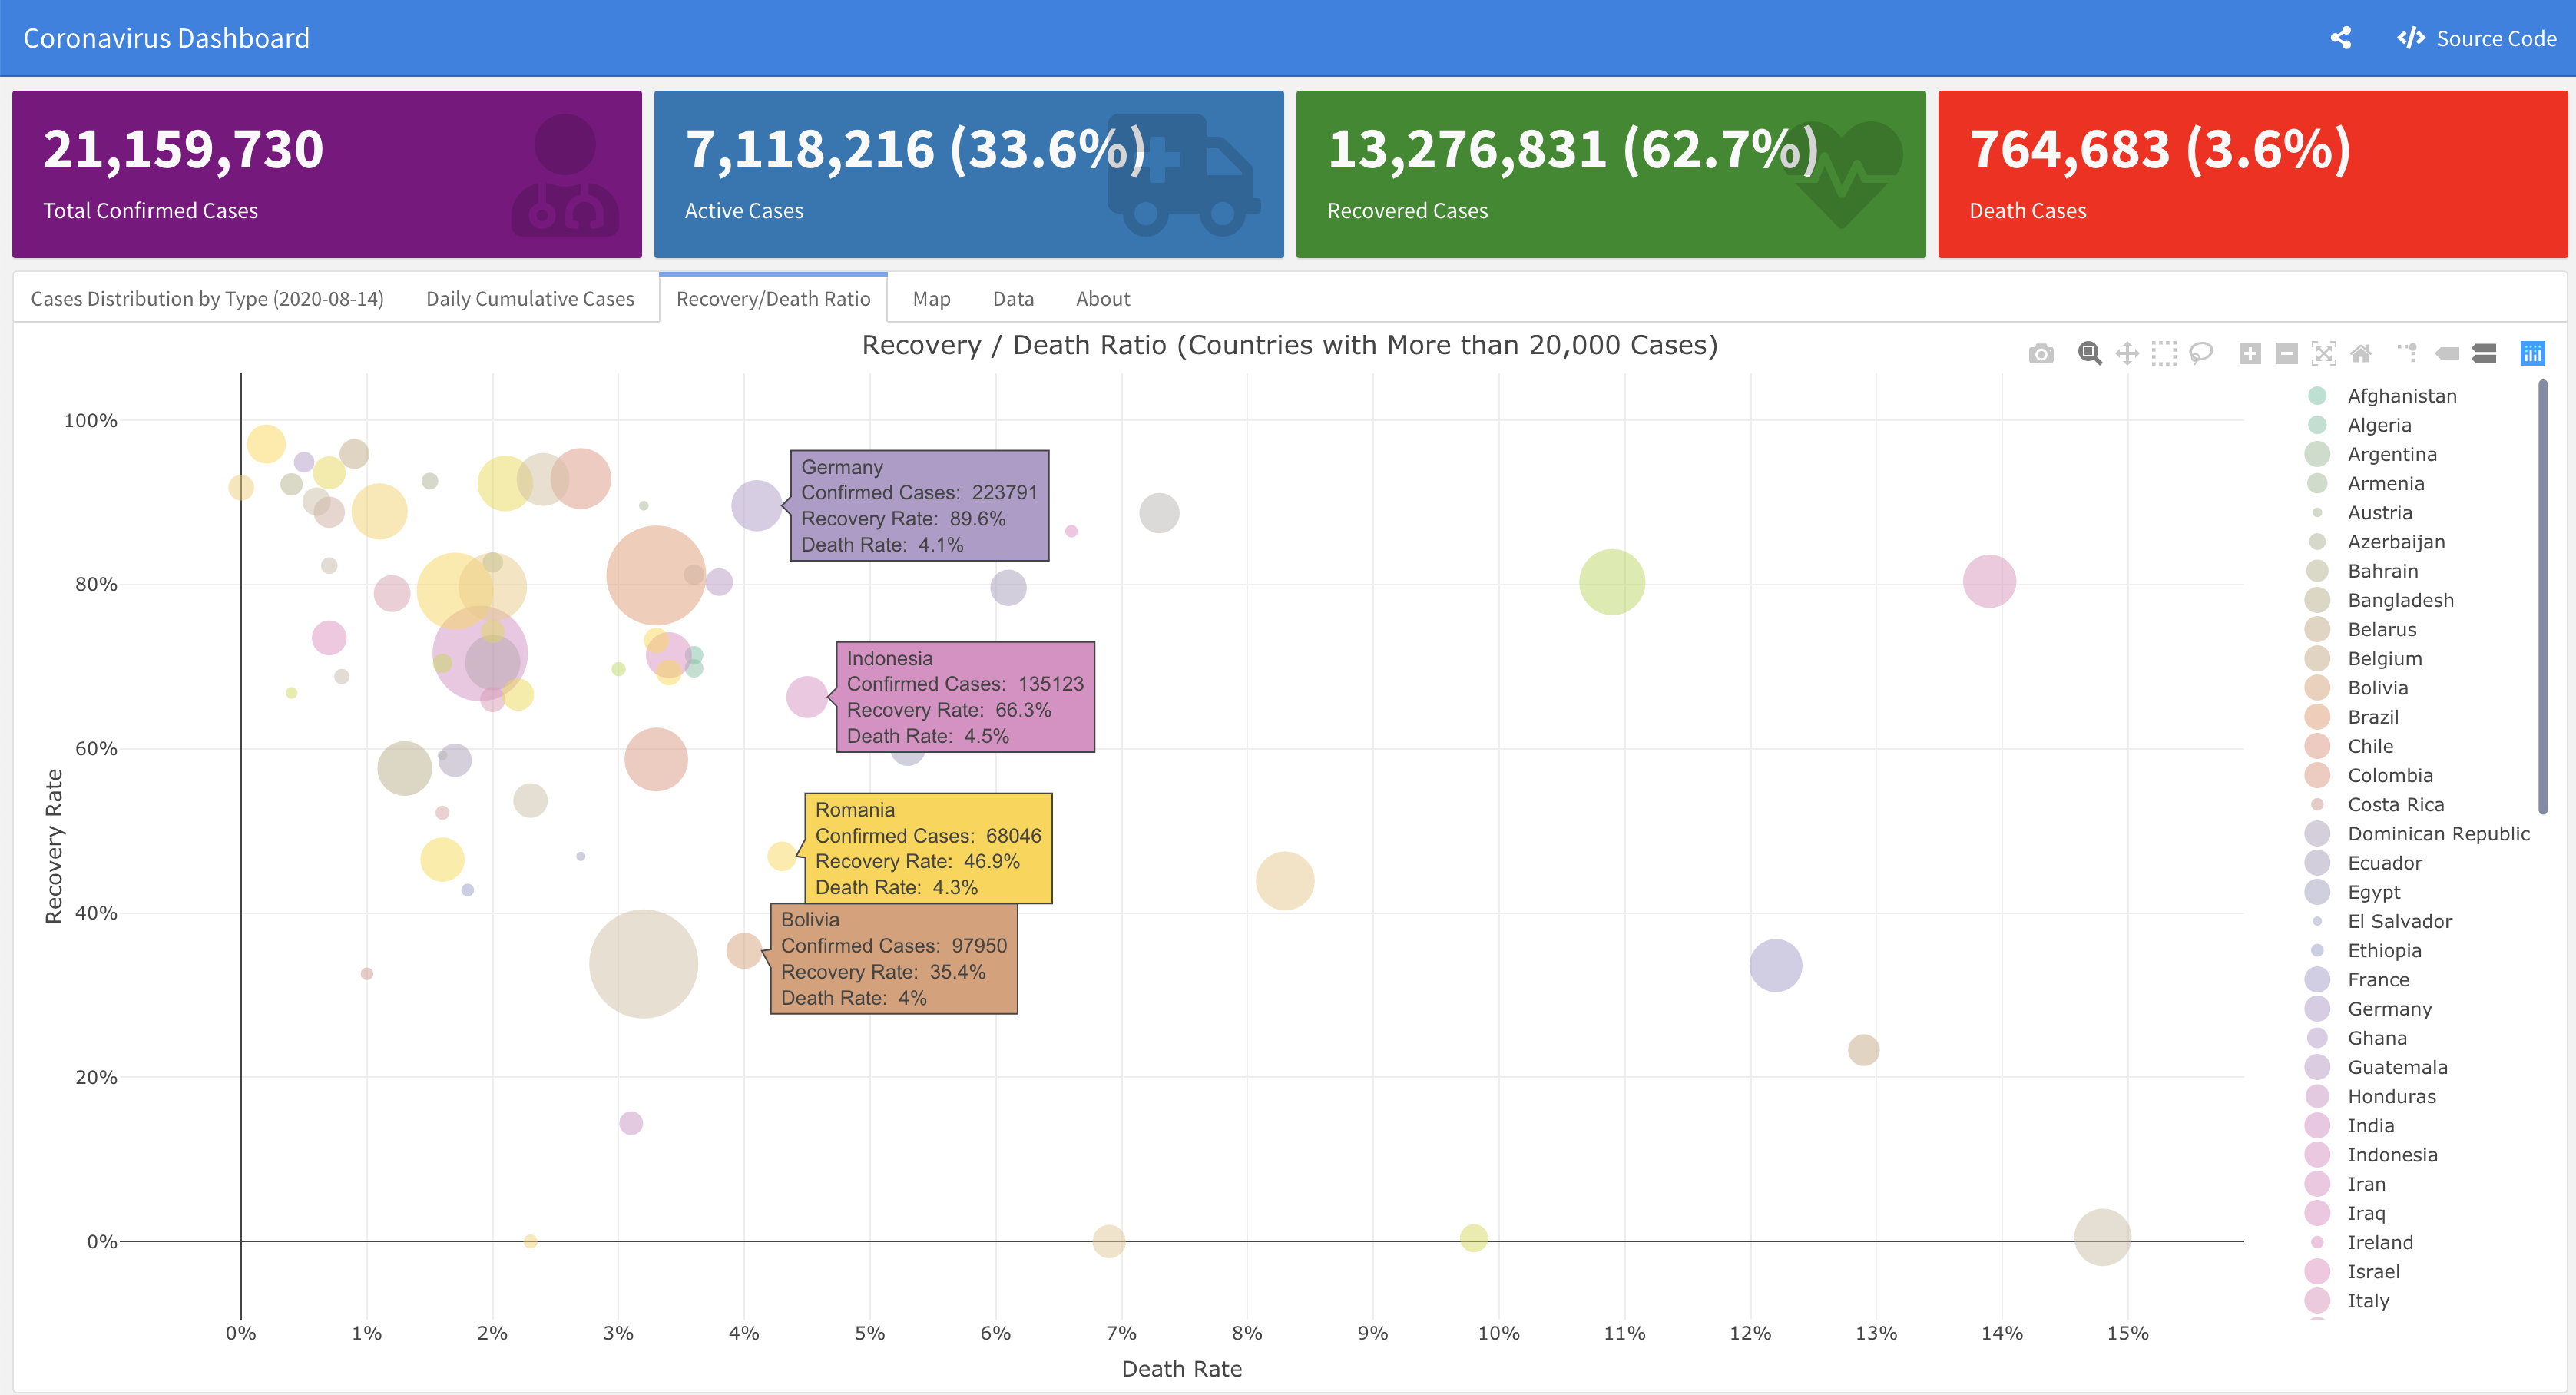 Coronavirus Dashboard
Source Code
21,159,730
Total Confirmed Cases
7,118,216 (33.6%)
Active Cases
13,276,831 (62.7%)
Recovered Cases
764,683 (3.6%)
Death Cases
Cases Distribution by Type (2020-08-14)
Daily Cumulative Cases
Recovery/Death Ratio
Map
Data
About
Recovery / Death Ratio (Countries with More than 20,000 Cases)
Recovery Rate
100%
80%
60%
40%
20%
0%
Germany
Confirmed Cases: 223791
Recovery Rate: 89.6%
Death Rate: 4.1%
Indonesia
Confirmed Cases: 135123
Recovery Rate: 66.3%
Death Rate: 4.5%
Romania
Confirmed Cases: 68046
Recovery Rate: 46.9%
Death Rate: 4.3%
Bolivia
Confirmed Cases: 97950
Recovery Rate: 35.4%
Death Rate: 4%
0%
1%
2%
3%
4%
5%
6%
7%
8%
9%
10%
11%
12%
13%
14%
15%
Death Rate
Afghanistan
Algeria
Argentina
Armenia
Austria
Azerbaijan
Bahrain
Bangladesh
Belarus
Belgium
Bolivia
Brazil
Chile
Colombia
Costa Rica
Dominican Republic
Ecuador
Egypt
El Salvador
Ethiopia
France
Germany
Ghana
Guatemala
Honduras
India
Indonesia
Iran
Iraq
Ireland
Israel
Italy